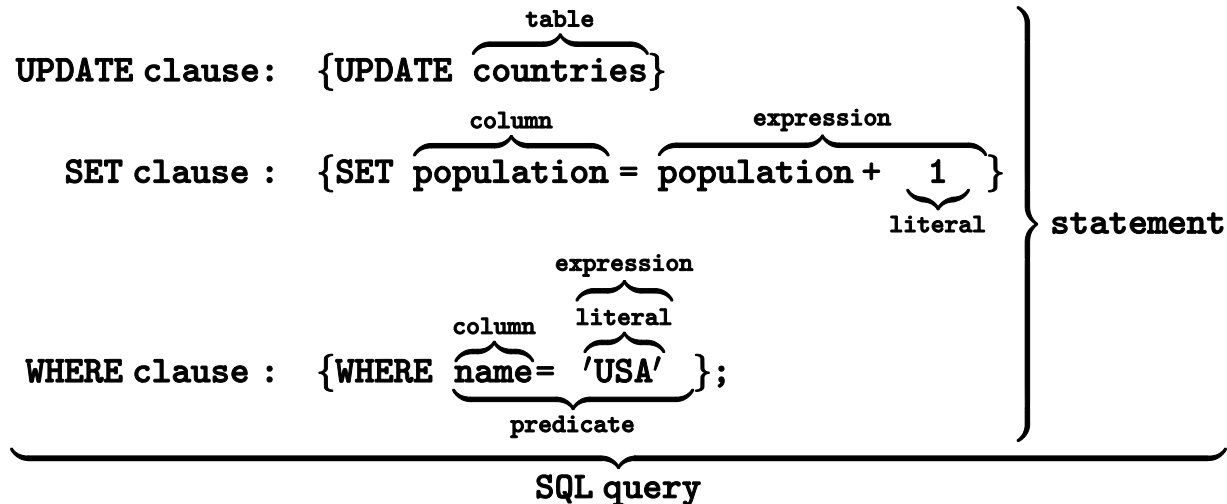 table
UPDATE clause: {UPDATE countries}
column expression
SET clause : {SET population = population + 1 }
literal
statement
expression
literal
column
WHERE clause : {WHERE name= 'USA' };
predicate
SQL query